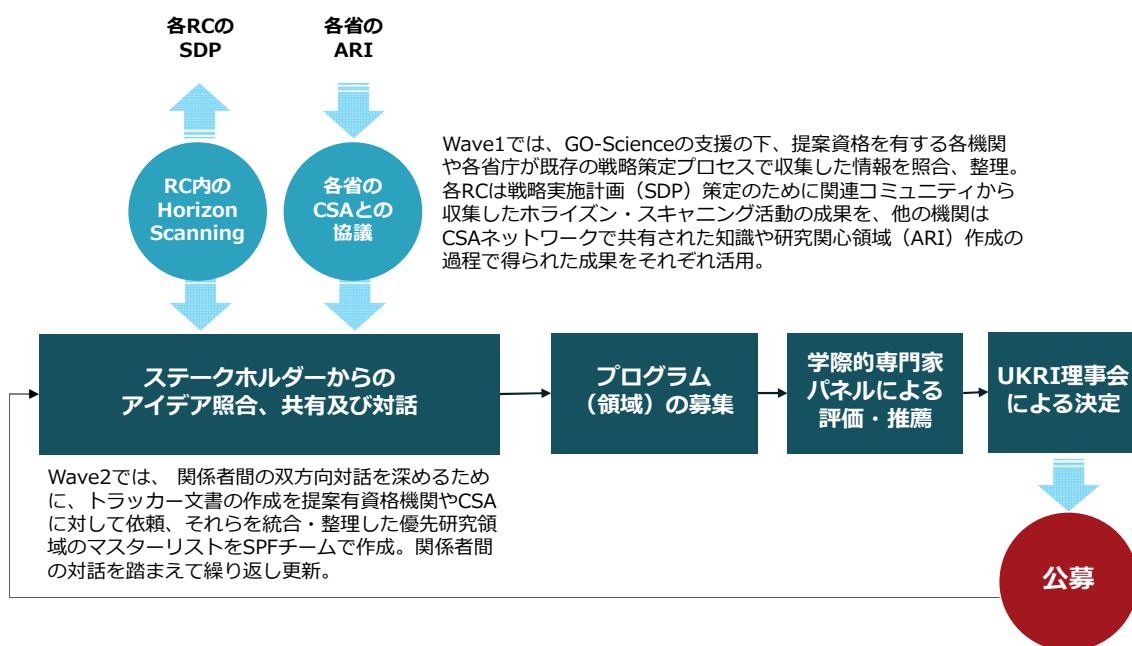 各RCの
SDP
各省の
ARI
RC内の
Horizon
Scanning
各省の
CSAとの
協議
Wave1では、GO-Scienceの支援の下、提案資格を有する各機関
や各省庁が既存の戦略策定プロセスで収集した情報を照合、整理。
各RCは戦略実施計画（SDP）策定のために関連コミュニティから
収集したホライズン・スキャニング活動の成果を、他の機関は
CSAネットワークで共有された知識や研究関心領域（ARI）作成の
過程で得られた成果をそれぞれ活用。
ステークホルダーからの
アイデア照合、共有及び対話
プログラム
（領域）の募集
学際的専門家
パネルによる
評価・推薦
UKRI理事会
による決定
Wave2では、 関係者間の双方向対話を深めるため
に、トラッカー文書の作成を提案有資格機関やCSA
に対して依頼、それらを統合・整理した優先研究領
域のマスターリストをSPFチームで作成。関係者間
の対話を踏まえて繰り返し更新。
公募